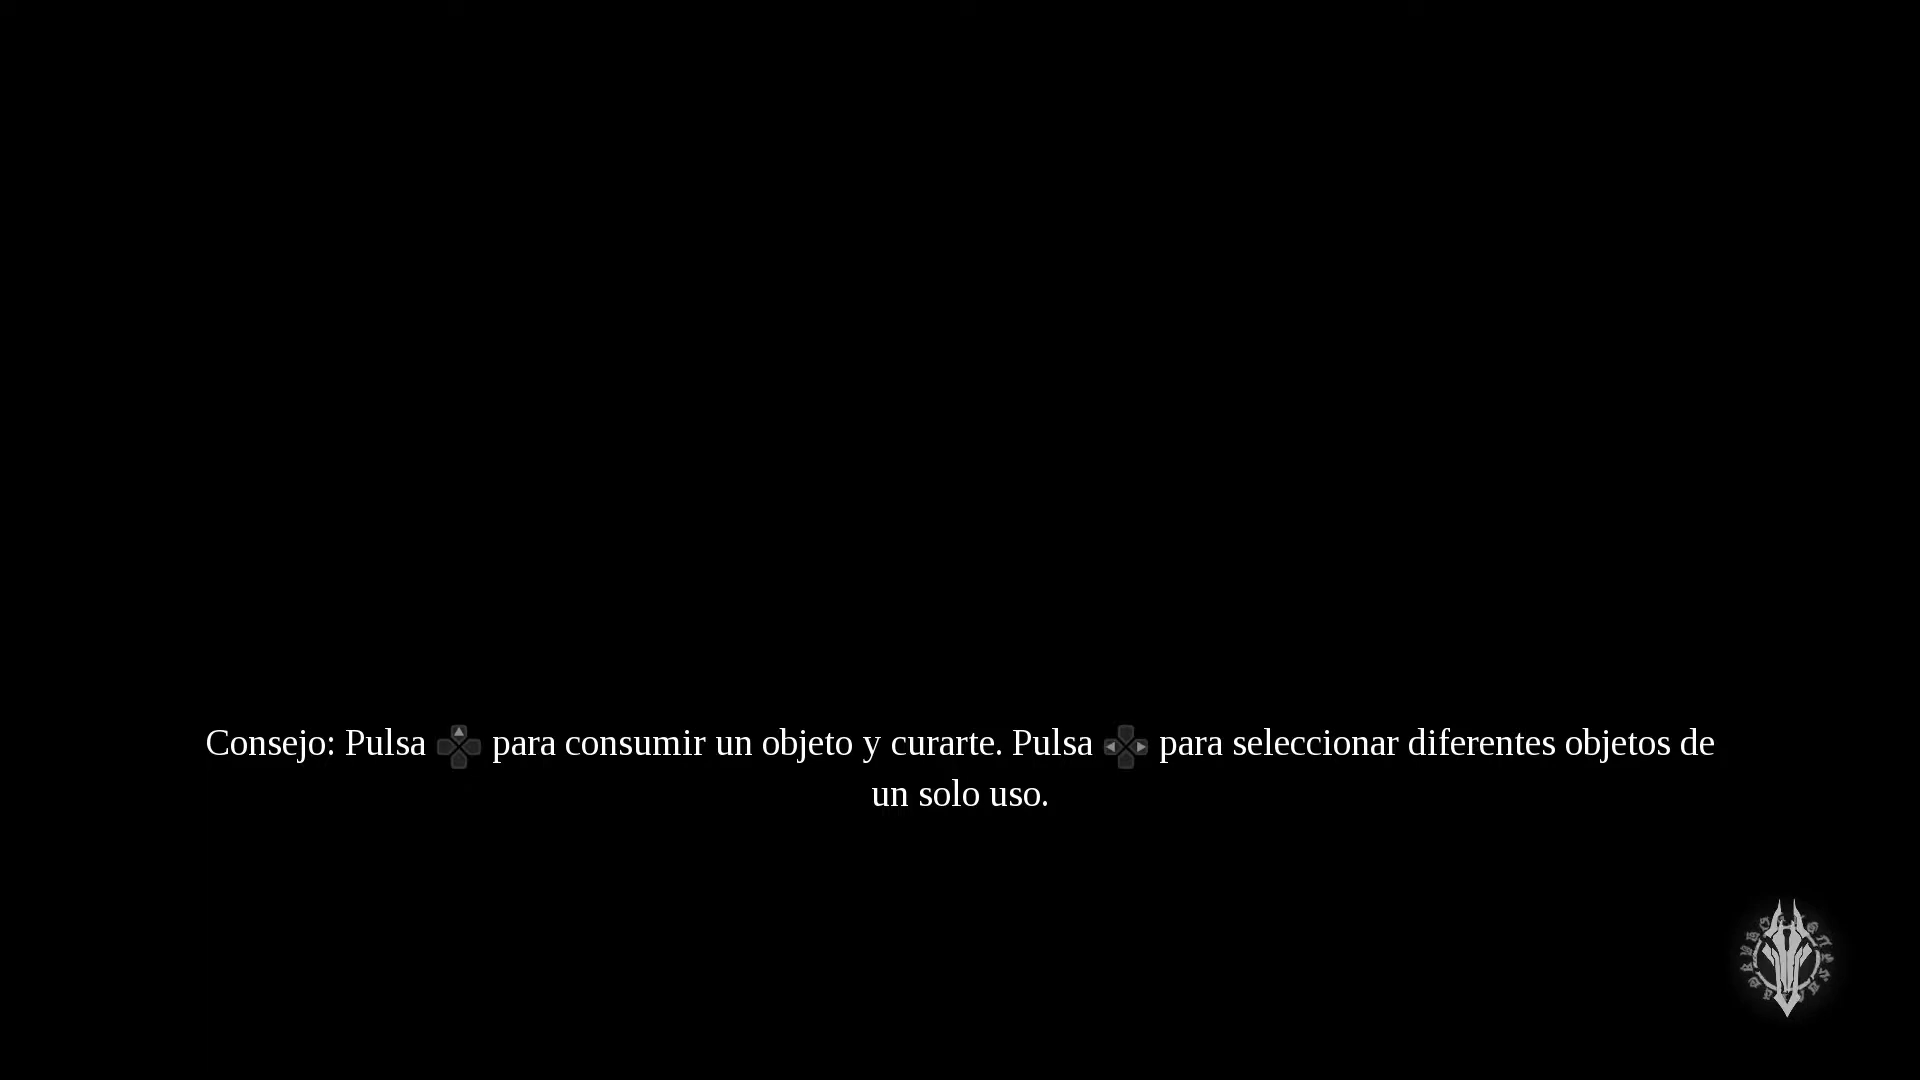 Consejo: Pulsa para consumir un objeto y curarte. Pulsa para seleccionar diferentes objetos de
un solo uso.